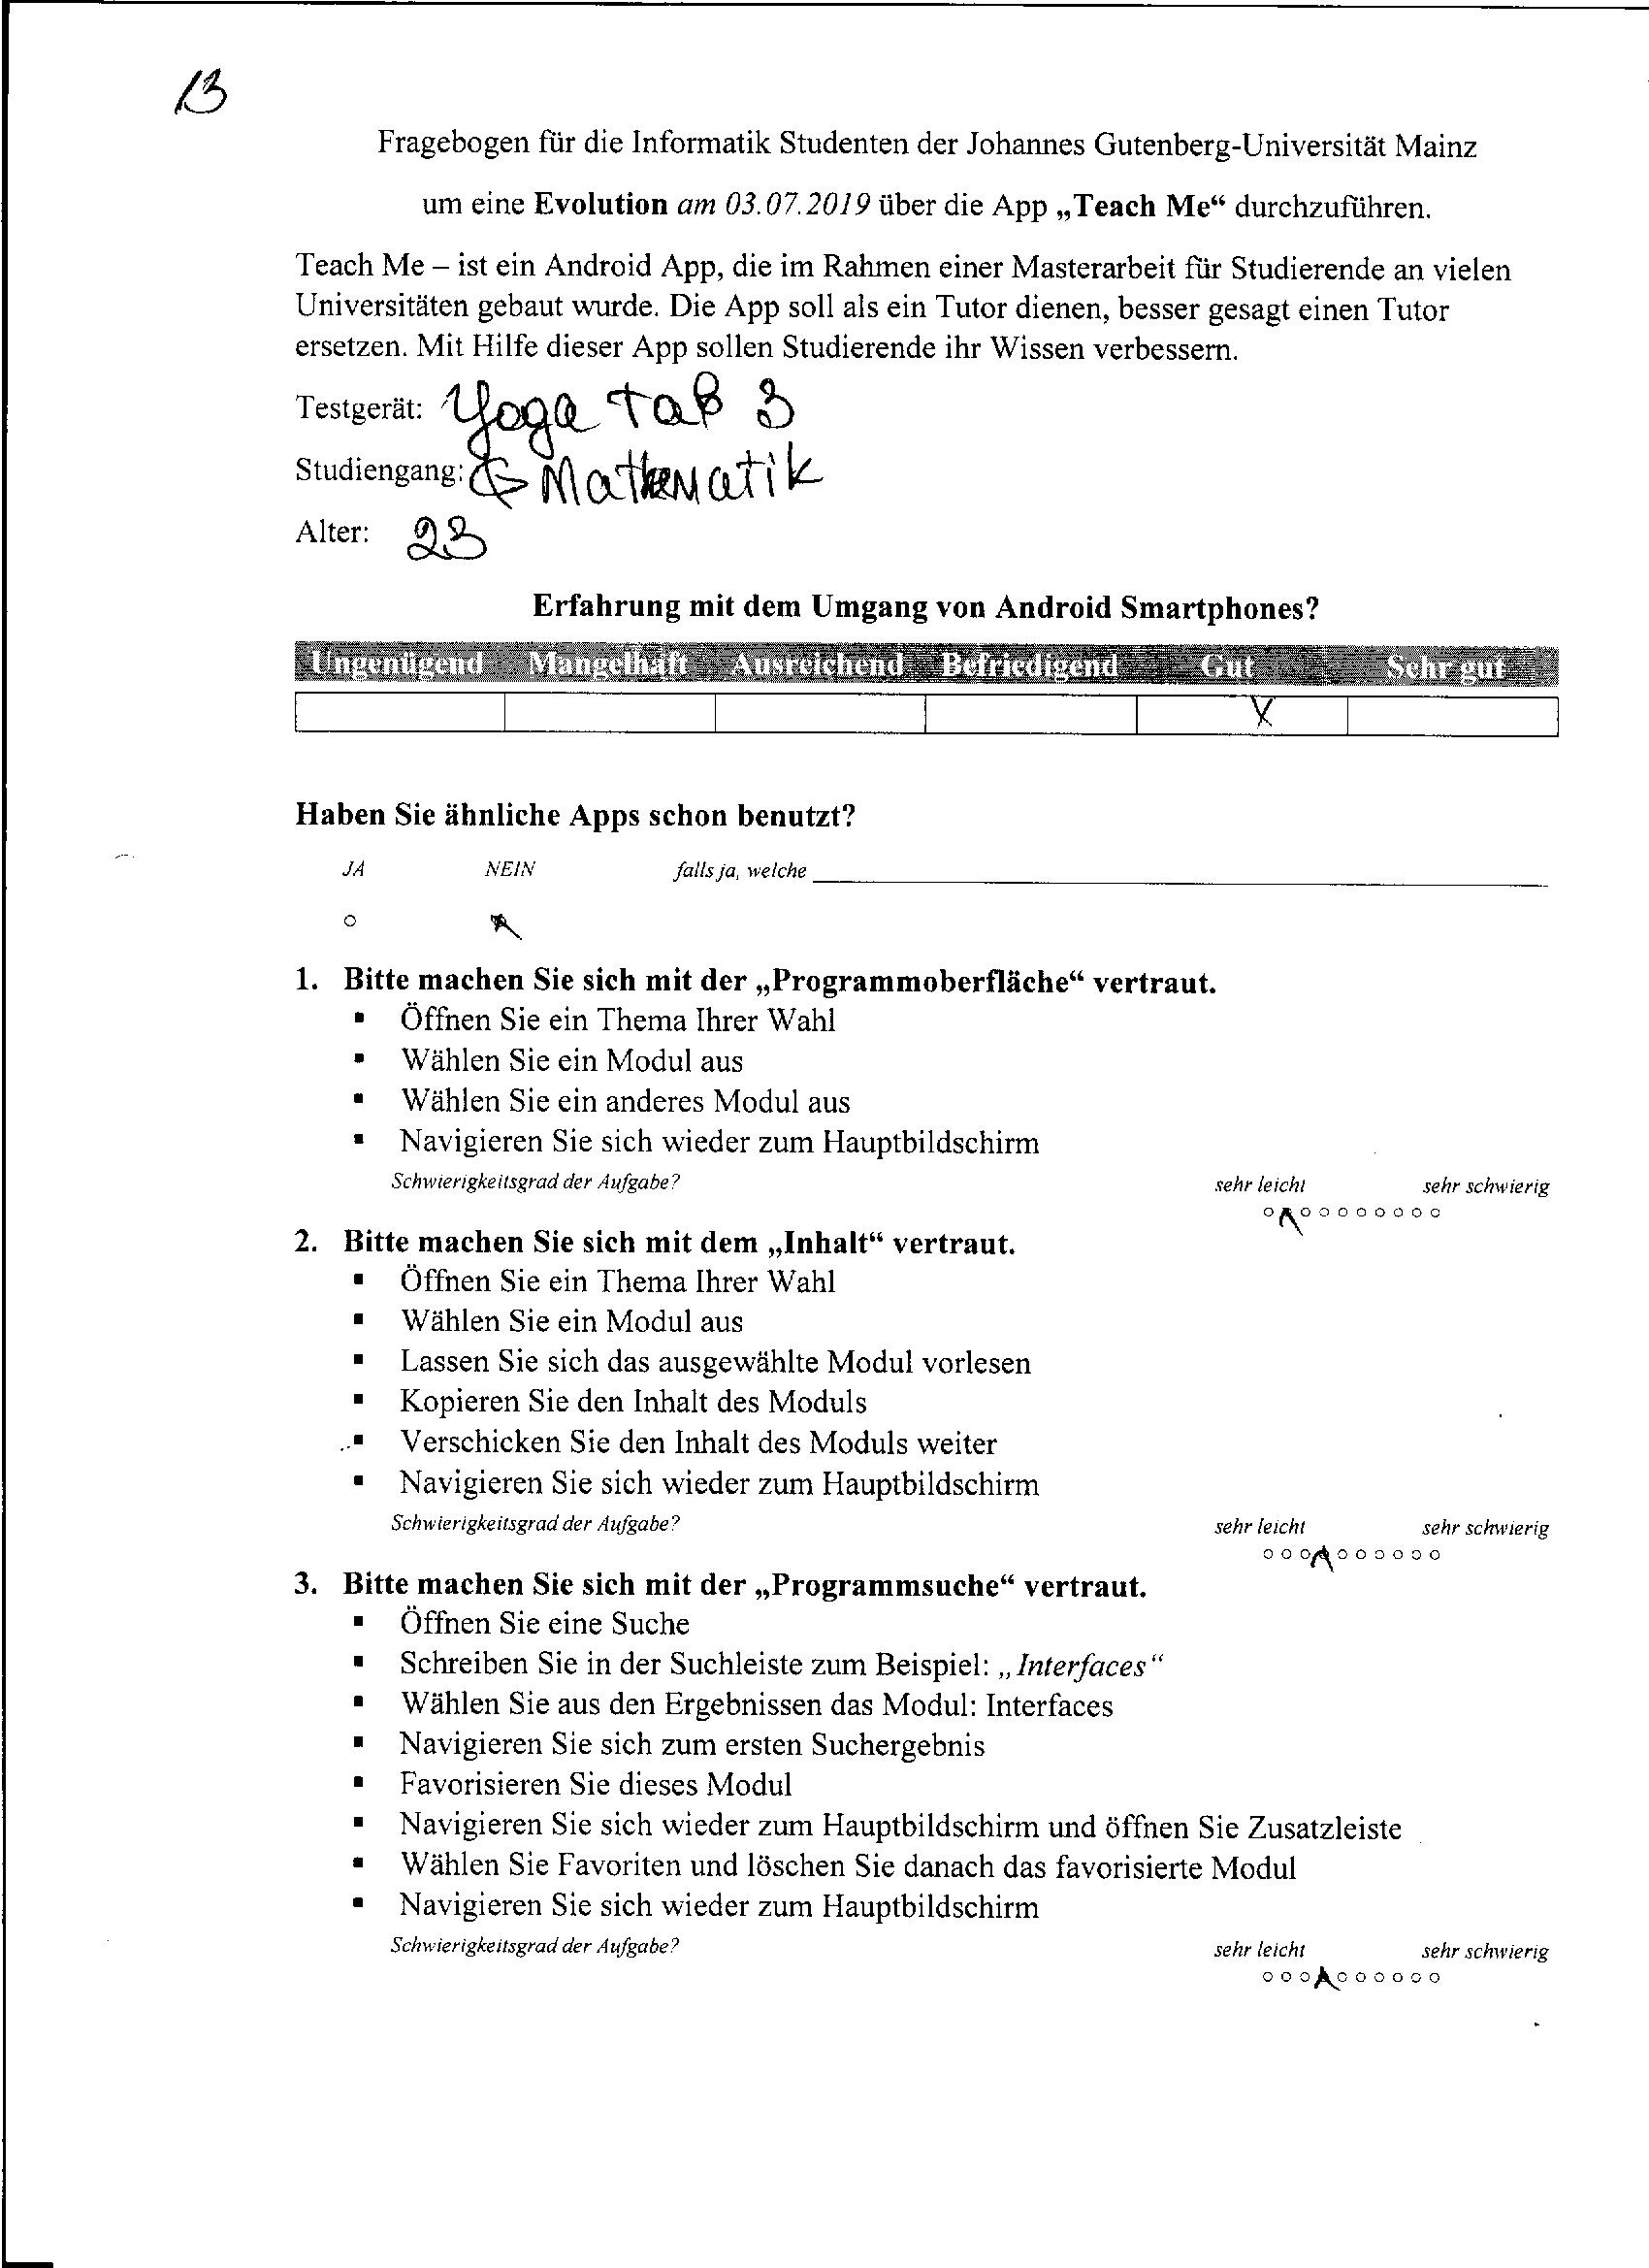 13
Fragebogen für die Informatik Studenten der Johannes Gutenberg-Universität Mainz
um eine Evolution am 03.07.2019 über die App „Teach Me“ durchzuführen.
Teach Me – ist ein Android App, die im Rahmen einer Masterarbeit für Studierende an vielen
Universitäten gebaut wurde. Die App soll als ein Tutor dienen, besser gesagt einen Tutor
ersetzen. Mit Hilfe dieser App sollen Studierende ihr Wissen verbessern.
Testgerät: Yoga Tab 3
Studiengang: Mathematik
Alter: 23
Erfahrung mit dem Umgang von Android Smartphones?
Ungenügend Mangelhaft Ausreichend Befriedigend Gut Sehr gut
X
Haben Sie ähnliche Apps schon benutzt?
JA NEIN falls ja, welche
1. Bitte machen Sie sich mit der „Programmoberfläche“ vertraut.
▪ Öffnen Sie ein Thema Ihrer Wahl
▪ Wählen Sie ein Modul aus
▪ Wählen Sie ein anderes Modul aus
▪ Navigieren Sie sich wieder zum Hauptbildschirm
Schwierigkeitsgrad der Aufgabe? sehr leicht sehr schwierig
2. Bitte machen Sie sich mit dem „Inhalt“ vertraut.
▪ Öffnen Sie ein Thema Ihrer Wahl
▪ Wählen Sie ein Modul aus
▪ Lassen Sie sich das ausgewählte Modul vorlesen
▪ Kopieren Sie den Inhalt des Moduls
▪ Verschicken Sie den Inhalt des Moduls weiter
▪ Navigieren Sie sich wieder zum Hauptbildschirm
Schwierigkeitsgrad der Aufgabe? sehr leicht sehr schwierig
3. Bitte machen Sie sich mit der „Programmsuche“ vertraut.
▪ Öffnen Sie eine Suche
▪ Schreiben Sie in der Suchleiste zum Beispiel: „Interfaces“
▪ Wählen Sie aus den Ergebnissen das Modul: Interfaces
▪ Navigieren Sie sich zum ersten Suchergebnis
▪ Favorisieren Sie dieses Modul
▪ Navigieren Sie sich wieder zum Hauptbildschirm und öffnen Sie Zusatzleiste
▪ Wählen Sie Favoriten und löschen Sie danach das favorisierte Modul
▪ Navigieren Sie sich wieder zum Hauptbildschirm
Schwierigkeitsgrad der Aufgabe? sehr leicht sehr schwierig